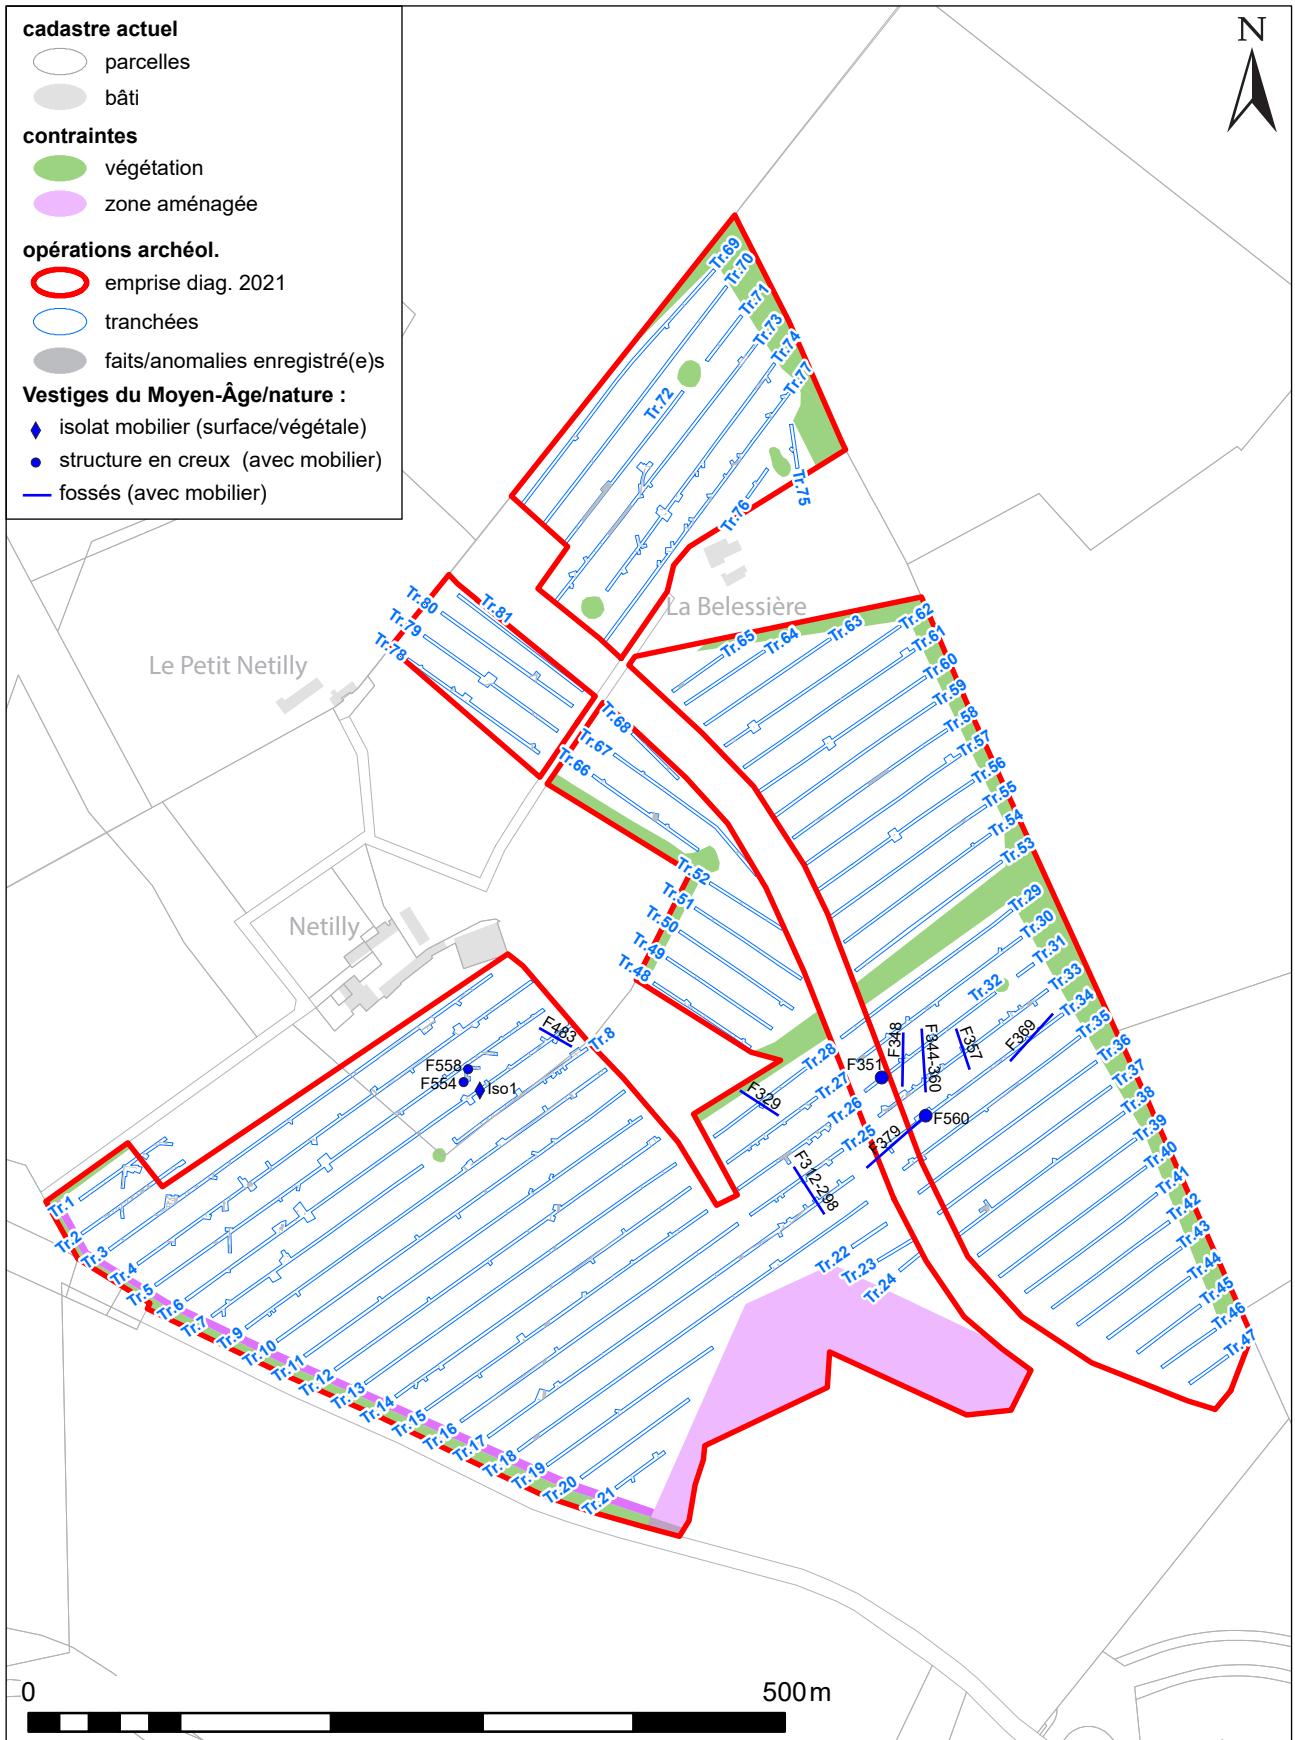 cadastre actuel
parcelles
bâti
contraintes
végétation
zone aménagée
opérations archéol.
emprise diag. 2021
tranchées
faits/anomalies enregistré(e)s
Vestiges du Moyen-Âge/nature :
isolat mobilier (surface/végétale)
structure en creux (avec mobilier)
fossés (avec mobilier)
N
Tr.69
Tr.70
Tr.71
Tr.73
Tr.74
Tr.77
Tr.72
Tr.75
Tr.76
La Belessière
Tr.80
Tr.81
Tr.79
Tr.78
Le Petit Netilly
Tr.62
Tr.63
Tr.64
Tr.65
Tr.61
Tr.60
Tr.59
Tr.58
Tr.57
Tr.56
Tr.55
Tr.54
Tr.53
Tr.68
Tr.67
Tr.66
Tr.52
Tr.51
Tr.50
Tr.49
Tr.48
Netilly
Tr.29
Tr.30
Tr.31
Tr.32
Tr.33
Tr.34
Tr.35
Tr.36
Tr.37
Tr.38
Tr.39
Tr.40
Tr.41
Tr.42
Tr.43
Tr.44
Tr.45
Tr.46
Tr.47
F483
Tr.8
F558
F554
Iso1
F348
F344-360
F357
F369
F351
F560
F379
F329
F312-298
Tr.28
Tr.27
Tr.26
Tr.25
Tr.22
Tr.23
Tr.24
Tr.1
Tr.2
Tr.3
Tr.4
Tr.5
Tr.6
Tr.7
Tr.9
Tr.10
Tr.11
Tr.12
Tr.13
Tr.14
Tr.15
Tr.16
Tr.17
Tr.18
Tr.19
Tr.20
Tr.21
0
500 m